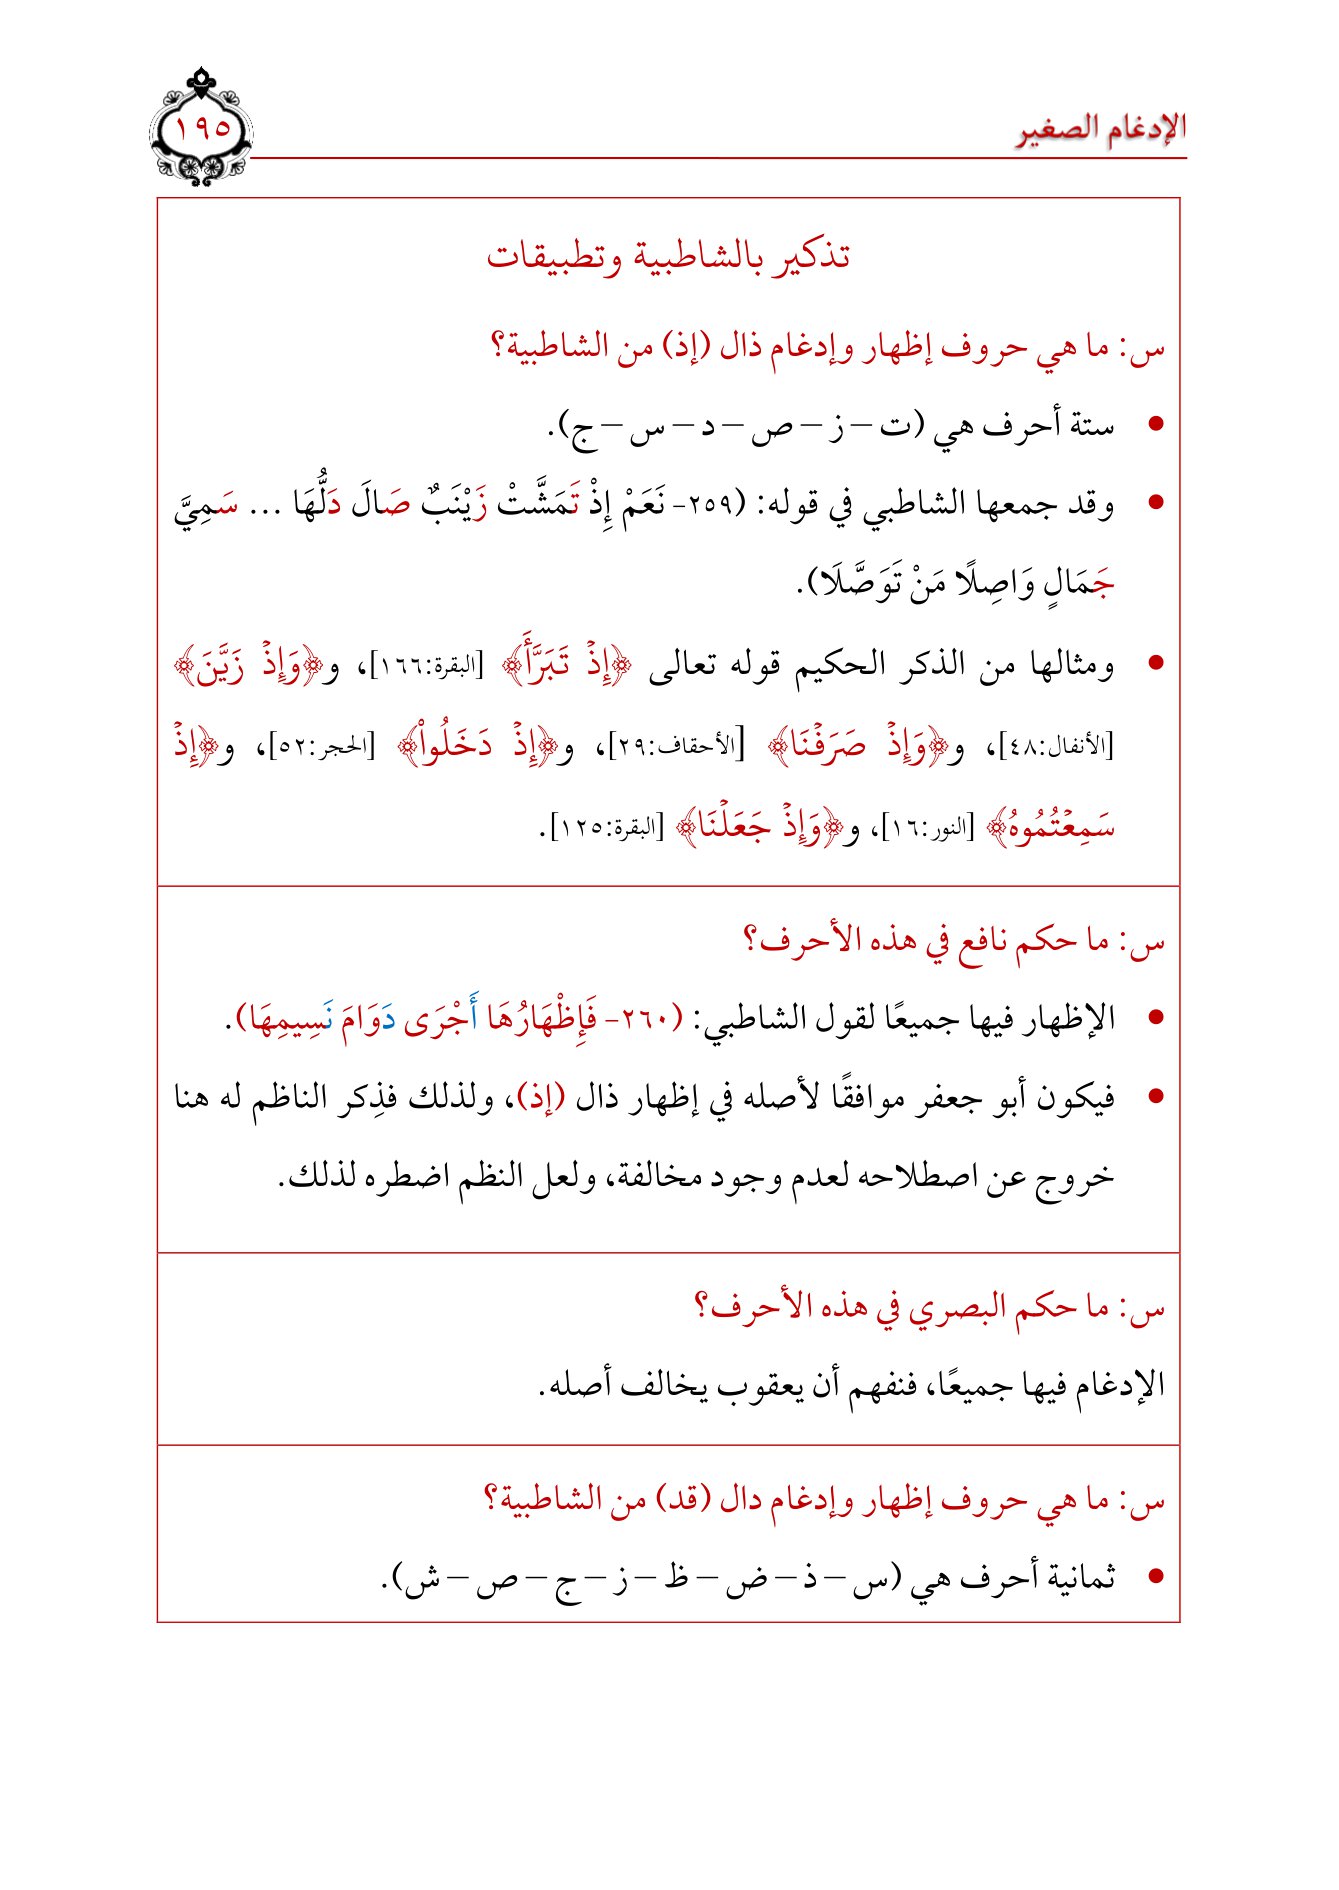 الإدغام الصغير
١٩٥
تذكير بالشاطبية وتطبيقات
س: ما هي حروف إظهار وإدغام ذال (إذ) من الشاطبية؟
• ستة أحرف هي (ت – ز – ص – د – س – ج).
• وقد جمعها الشاطبي في قوله: (٢٥٩- نَعَمْ إِذْ تَمَشَّتْ زَيْنَبٌ صَالَ دَلُّهَا ... سَمِيَّ
جَمَالٍ وَاصِلًا مَنْ تَوَصَّلَا).
• ومثالها من الذكر الحكيم قوله تعالى ﴿إِذۡ تَبَرَّأَ﴾ [البقرة:١٦٦]، و﴿وَإِذۡ زَيَّنَ﴾
[الأنفال:٤٨]، و﴿وَإِذۡ صَرَفۡنَا﴾ [الأحقاف:٢٩]، و﴿إِذۡ دَخَلُواْ﴾ [الحجر:٥٢]، و﴿إِذۡ
سَمِعۡتُمُوهُ﴾ [النور:١٦]، و﴿وَإِذۡ جَعَلۡنَا﴾ [البقرة:١٢٥].
س: ما حكم نافع في هذه الأحرف؟
• الإظهار فيها جميعًا لقول الشاطبي: (٢٦٠- فَإِظْهَارُهَا أَجْرَى دَوَامَ نَسِيمِهَا).
• فيكون أبو جعفر موافقًا لأصله في إظهار ذال (إذ)، ولذلك فذِكر الناظم له هنا
خروج عن اصطلاحه لعدم وجود مخالفة، ولعل النظم اضطره لذلك.
س: ما حكم البصري في هذه الأحرف؟
الإدغام فيها جميعًا، فنفهم أن يعقوب يخالف أصله.
س: ما هي حروف إظهار وإدغام دال (قد) من الشاطبية؟
• ثمانية أحرف هي (س – ذ – ض – ظ – ز – ج – ص – ش).